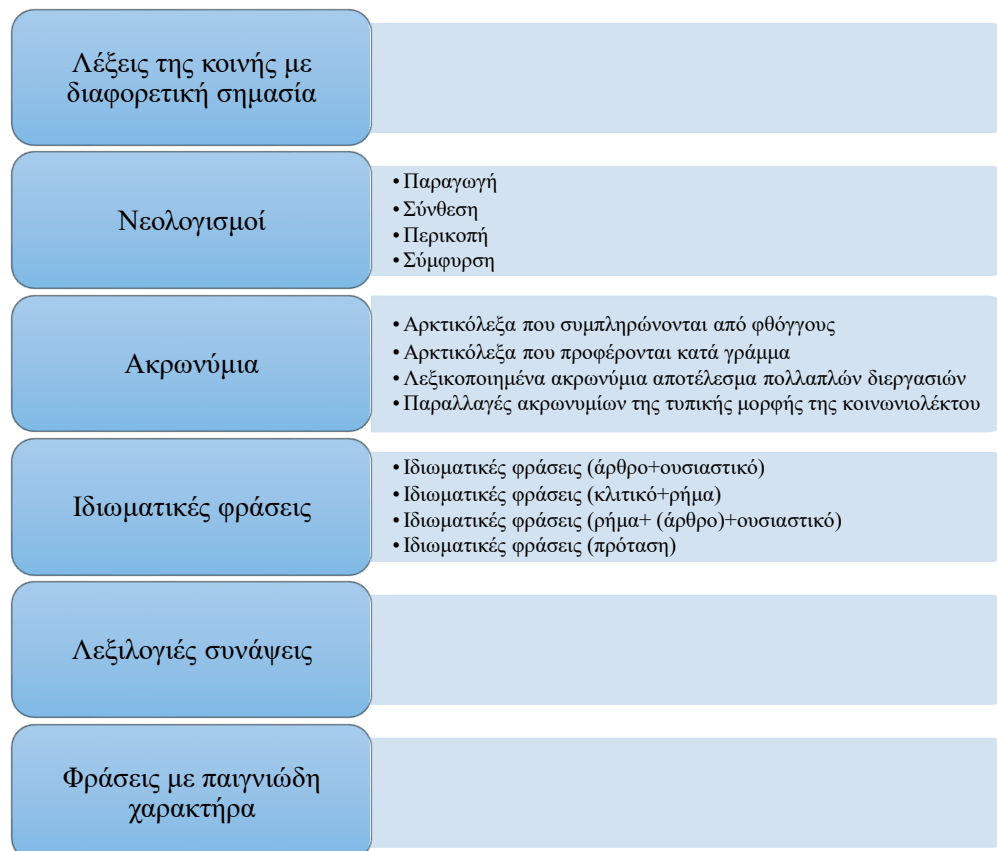 Λέξεις της κοινής με
διαφορετική σημασία
Νεολογισμοί
• Παραγωγή
• Σύνθεση
• Περικοπή
• Σύμφυρση
Ακρωνύμια
• Αρκτικόλεξα που συμπληρώνονται από φθόγγους
• Αρκτικόλεξα που προφέρονται κατά γράμμα
• Λεξικοποιημένα ακρωνύμια αποτέλεσμα πολλαπλών διεργασιών
• Παραλλαγές ακρωνυμίων της τυπικής μορφής της κοινωνιολέκτου
Ιδιωματικές φράσεις
• Ιδιωματικές φράσεις (άρθρο+ουσιαστικό)
• Ιδιωματικές φράσεις (κλιτικό+ρήμα)
• Ιδιωματικές φράσεις (ρήμα+ (άρθρο)+ουσιαστικό)
• Ιδιωματικές φράσεις (πρόταση)
Λεξιλογιές συνάψεις
Φράσεις με παιγνιώδη
χαρακτήρα